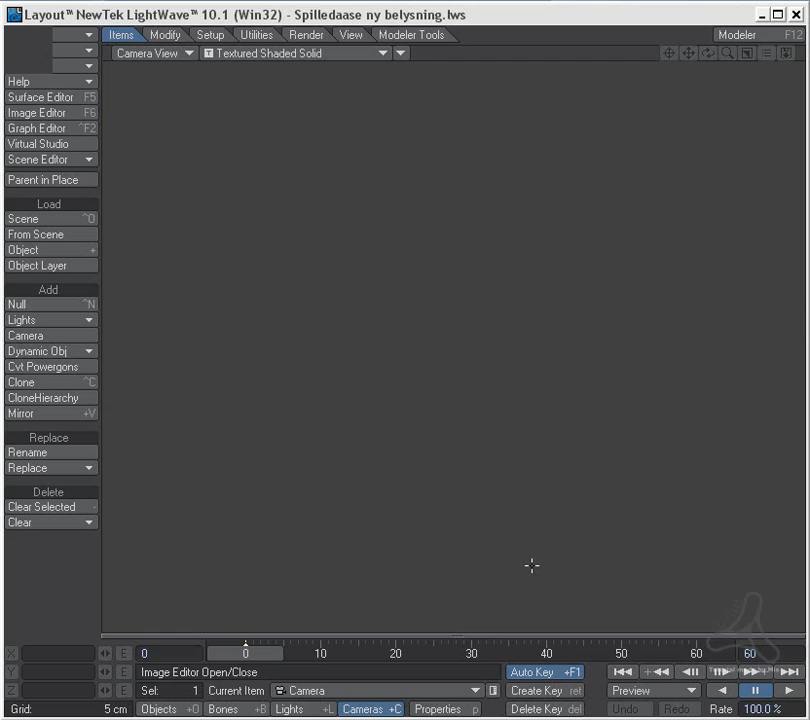 Layout™ NewTek LightWave™ 10.1 (Win32) - Spilledaase ny belysning.lws
Items Modify Setup Utilities Render View Modeler Tools Modeler F12
Camera View T Textured Shaded Solid
Help
Surface Editor F5
Image Editor F6
Graph Editor ^F2
Virtual Studio
Scene Editor
Parent in Place
Load
Scene ^O
From Scene
Object +
Object Layer
Add
Null ^N
Lights
Camera
Dynamic Obj
Cvt Powergons
Clone ^C
CloneHierarchy
Mirror +V
Replace
Rename
Replace
Delete
Clear Selected -
Clear
X E 0 0 10 20 30 40 50 60 60
Y E Image Editor Open/Close Auto Key +F1
Z E Sel: 1 Current Item Camera Create Key ret Preview
Grid: 5 cm Objects +O Bones +B Lights +L Cameras +C Properties p Delete Key del Undo Redo Rate 100.0 %